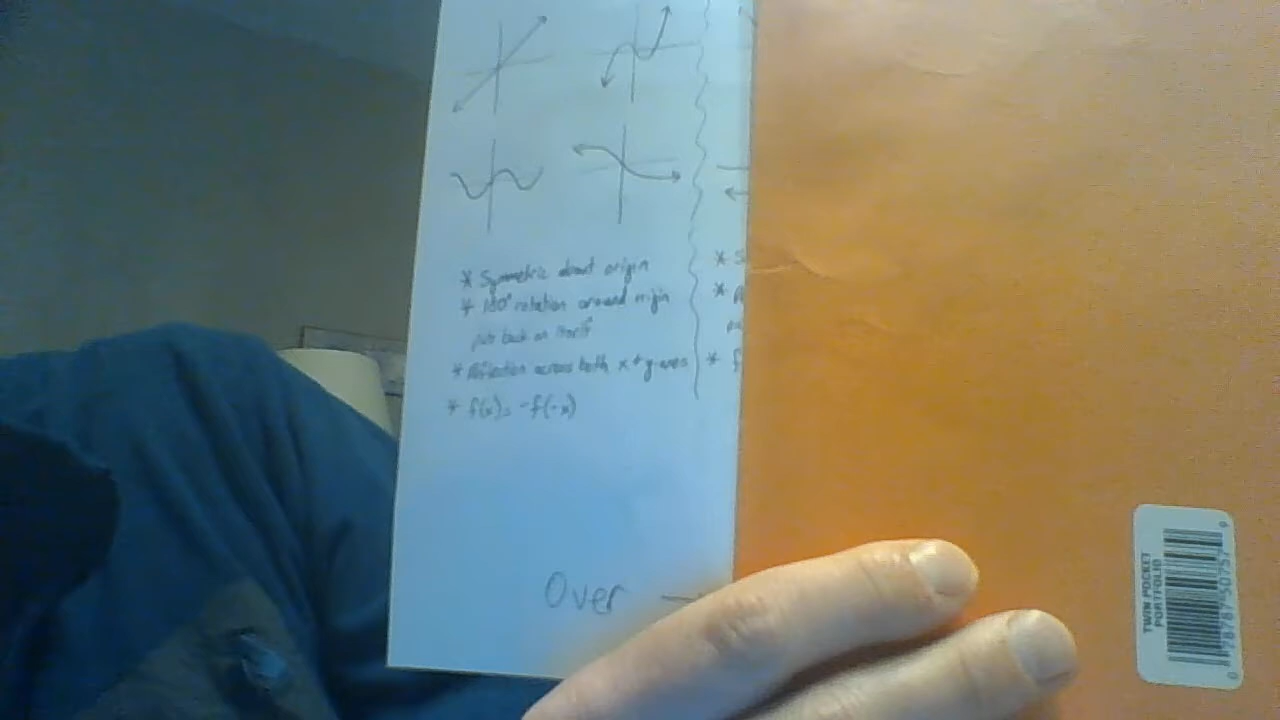 * Symmetric about origin
* 180° rotation around origin
puts back on itself
* Reflection across both x + y-axes
* f(x) = -f(-x)
* S
*
* f
Over
TWIN POCKET
PORTFOLIO